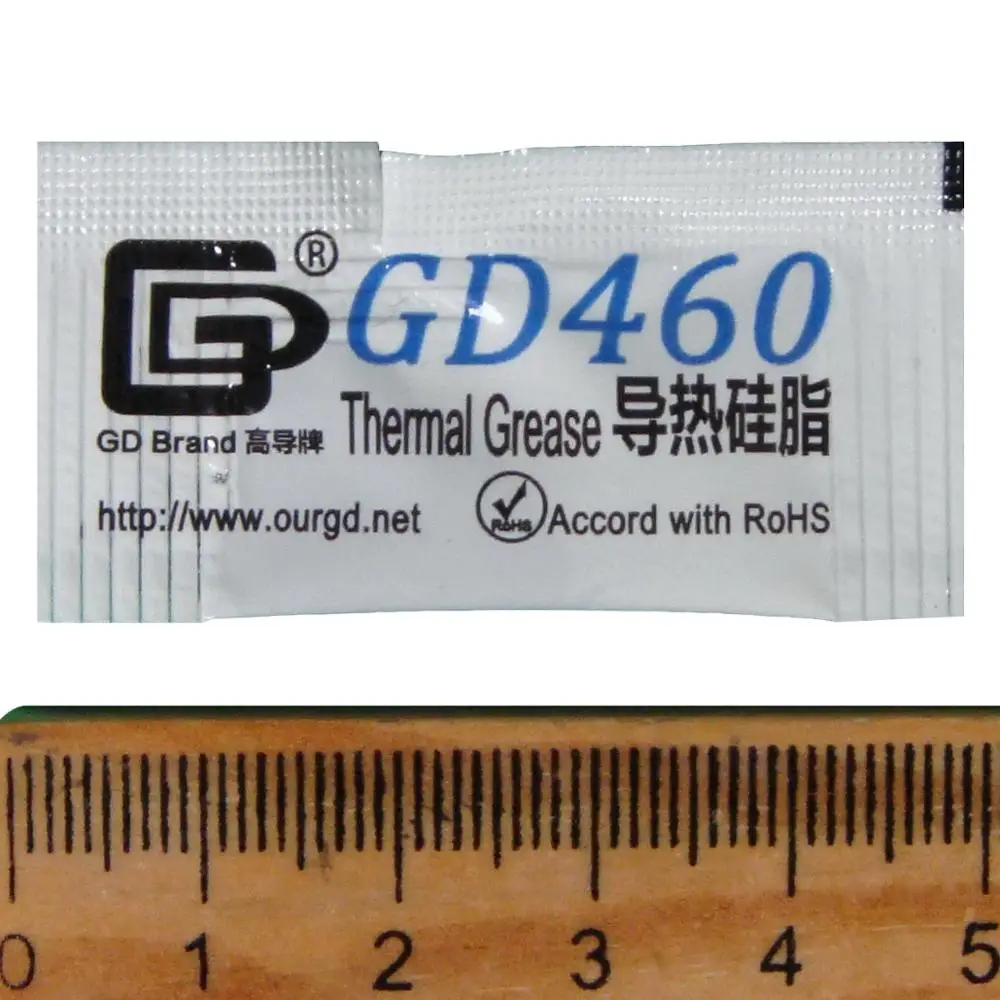 GD ® GD460
GD Brand 高导牌 Thermal Grease 导热硅脂
http://www.ourgd.net RoHS Accord with RoHS
0 1 2 3 4 5